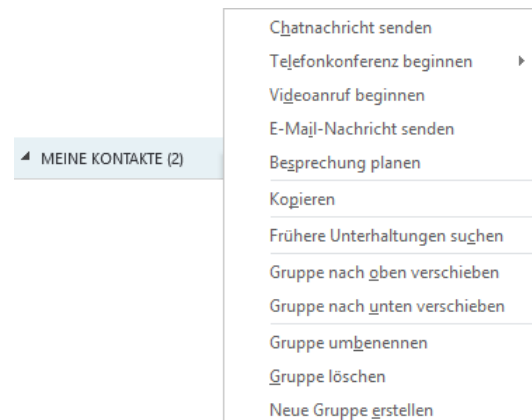 Chatnachricht senden
Telefonkonferenz beginnen
Videoanruf beginnen
E-Mail-Nachricht senden
MEINE KONTAKTE (2)
Besprechung planen
Kopieren
Frühere Unterhaltungen suchen
Gruppe nach oben verschieben
Gruppe nach unten verschieben
Gruppe umbenennen
Gruppe löschen
Neue Gruppe erstellen